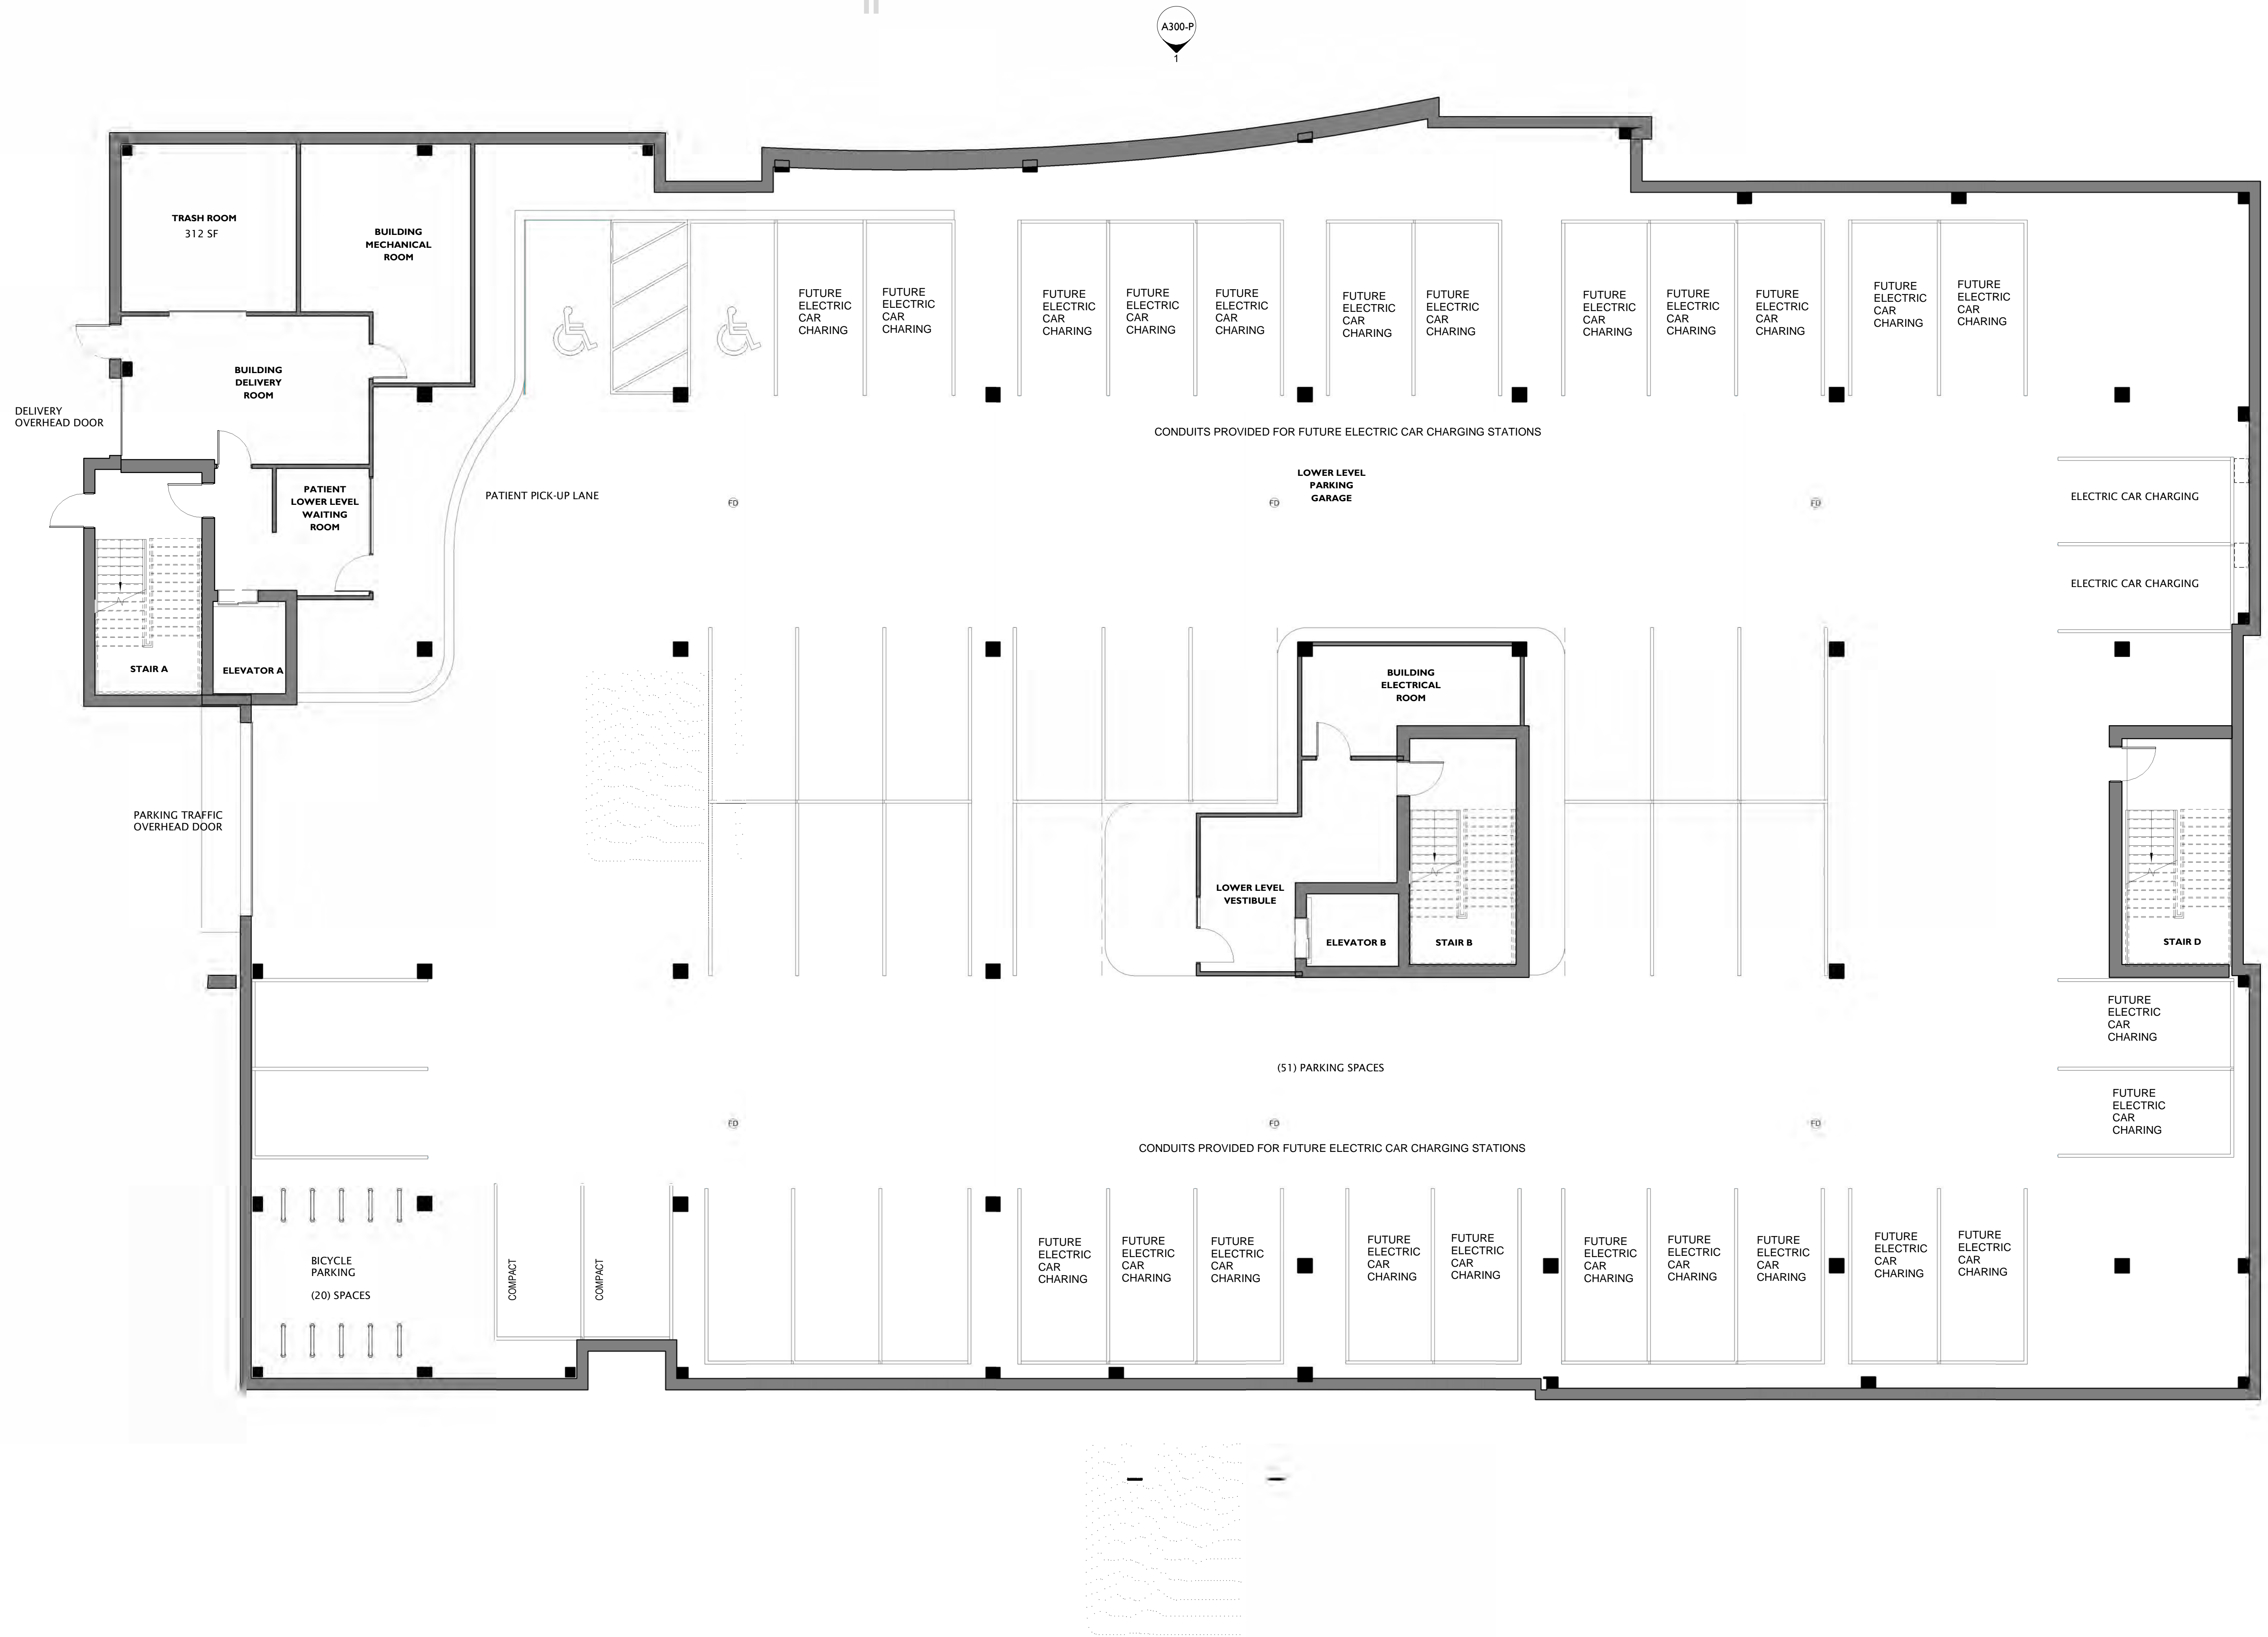 A300-P
1
TRASH ROOM
312 SF
BUILDING
MECHANICAL
ROOM
FUTURE
ELECTRIC
CAR
CHARING
FUTURE
ELECTRIC
CAR
CHARING
FUTURE
ELECTRIC
CAR
CHARING
FUTURE
ELECTRIC
CAR
CHARING
FUTURE
ELECTRIC
CAR
CHARING
FUTURE
ELECTRIC
CAR
CHARING
FUTURE
ELECTRIC
CAR
CHARING
FUTURE
ELECTRIC
CAR
CHARING
FUTURE
ELECTRIC
CAR
CHARING
FUTURE
ELECTRIC
CAR
CHARING
FUTURE
ELECTRIC
CAR
CHARING
FUTURE
ELECTRIC
CAR
CHARING
BUILDING
DELIVERY
ROOM
DELIVERY
OVERHEAD DOOR
CONDUITS PROVIDED FOR FUTURE ELECTRIC CAR CHARGING STATIONS
LOWER LEVEL
PARKING
GARAGE
PATIENT
LOWER LEVEL
WAITING
ROOM
PATIENT PICK-UP LANE
FD
FD
FD
ELECTRIC CAR CHARGING
ELECTRIC CAR CHARGING
STAIR A
ELEVATOR A
BUILDING
ELECTRICAL
ROOM
PARKING TRAFFIC
OVERHEAD DOOR
LOWER LEVEL
VESTIBULE
ELEVATOR B
STAIR B
STAIR D
FUTURE
ELECTRIC
CAR
CHARING
(51) PARKING SPACES
FUTURE
ELECTRIC
CAR
CHARING
FD
FD
FD
CONDUITS PROVIDED FOR FUTURE ELECTRIC CAR CHARGING STATIONS
BICYCLE
PARKING
(20) SPACES
COMPACT
COMPACT
FUTURE
ELECTRIC
CAR
CHARING
FUTURE
ELECTRIC
CAR
CHARING
FUTURE
ELECTRIC
CAR
CHARING
FUTURE
ELECTRIC
CAR
CHARING
FUTURE
ELECTRIC
CAR
CHARING
FUTURE
ELECTRIC
CAR
CHARING
FUTURE
ELECTRIC
CAR
CHARING
FUTURE
ELECTRIC
CAR
CHARING
FUTURE
ELECTRIC
CAR
CHARING
FUTURE
ELECTRIC
CAR
CHARING